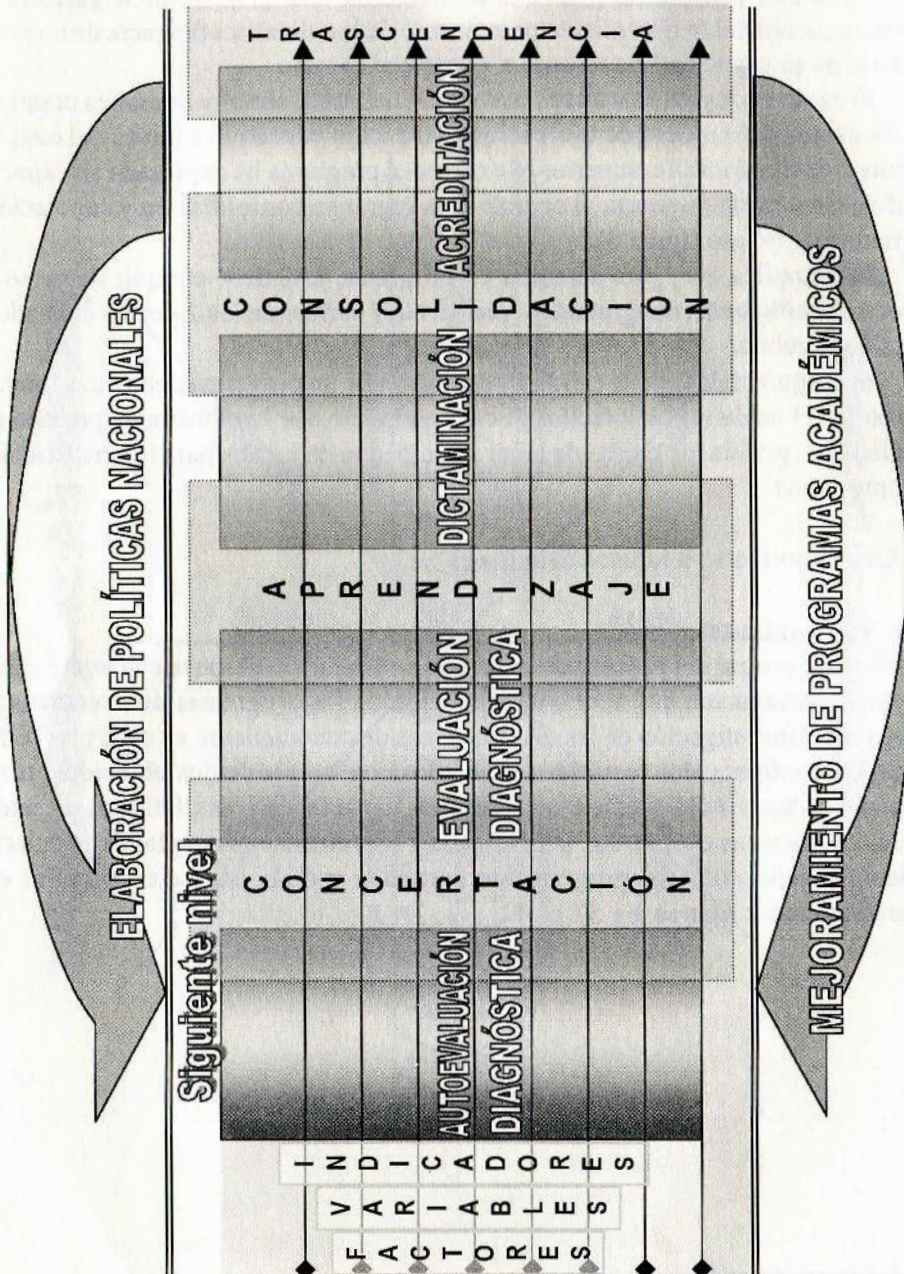 ELABORACIÓN DE POLÍTICAS NACIONALES
Siguiente nivel
FACTORES
VARIABLES
INDICADORES
AUTOEVALUACIÓN
DIAGNÓSTICA
CONCERTACIÓN
EVALUACIÓN
DIAGNÓSTICA
APRENDIZAJE
DICTAMINACIÓN
CONSOLIDACION
ACREDITACIÓN
TRASCENDENCIA
MEJORAMIENTO DE PROGRAMAS ACADÉMICOS